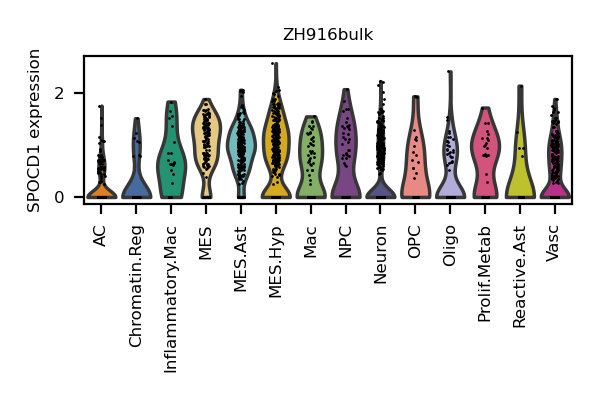 ZH916bulk
SPOCD1 expression
2
0
AC
Chromatin.Reg
Inflammatory.Mac
MES
MES.Ast
MES.Hyp
Mac
NPC
Neuron
OPC
Oligo
Prolif.Metab
Reactive.Ast
Vasc